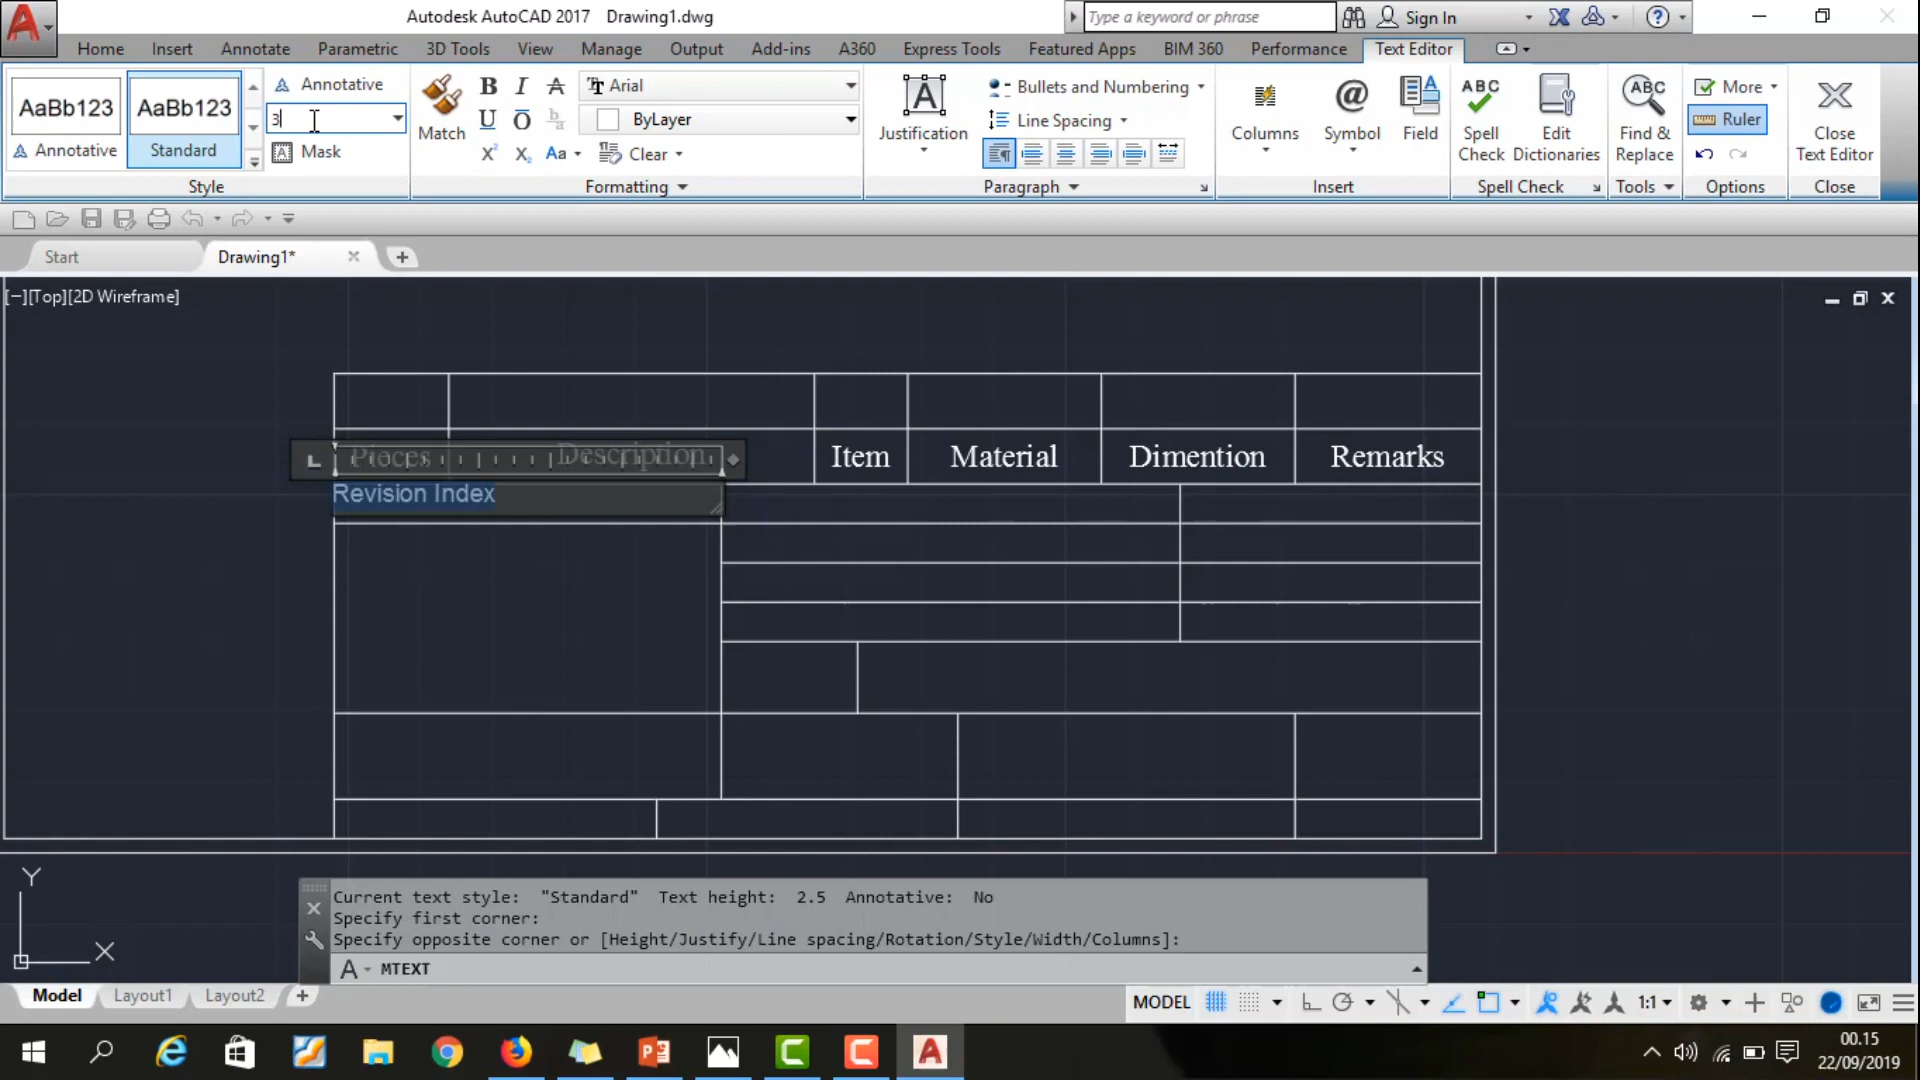 Autodesk AutoCAD 2017 Drawing1.dwg
Type a keyword or phrase
Sign In
Home Insert Annotate Parametric 3D Tools View Manage Output Add-ins A360 Express Tools Featured Apps BIM 360 Performance Text Editor
AaBb123 AaBb123
Annotative Standard
Annotative
3
Mask
Style
Match
Arial
ByLayer
Clear
Formatting
Justification
Bullets and Numbering
Line Spacing
Paragraph
Columns
Symbol
Field
Insert
ABC
Spell
Check
Edit
Dictionaries
Spell Check
ABC
Find &
Replace
Tools
More
Ruler
Options
Close
Text Editor
Close
Start
Drawing1*
[−][Top][2D Wireframe]
Pieces Description Item Material Dimention Remarks
Revision Index
Y
X
Current text style: "Standard" Text height: 2.5 Annotative: No
Specify first corner:
Specify opposite corner or [Height/Justify/Line spacing/Rotation/Style/Width/Columns]:
MTEXT
Model Layout1 Layout2
MODEL
1:1
00.15
22/09/2019